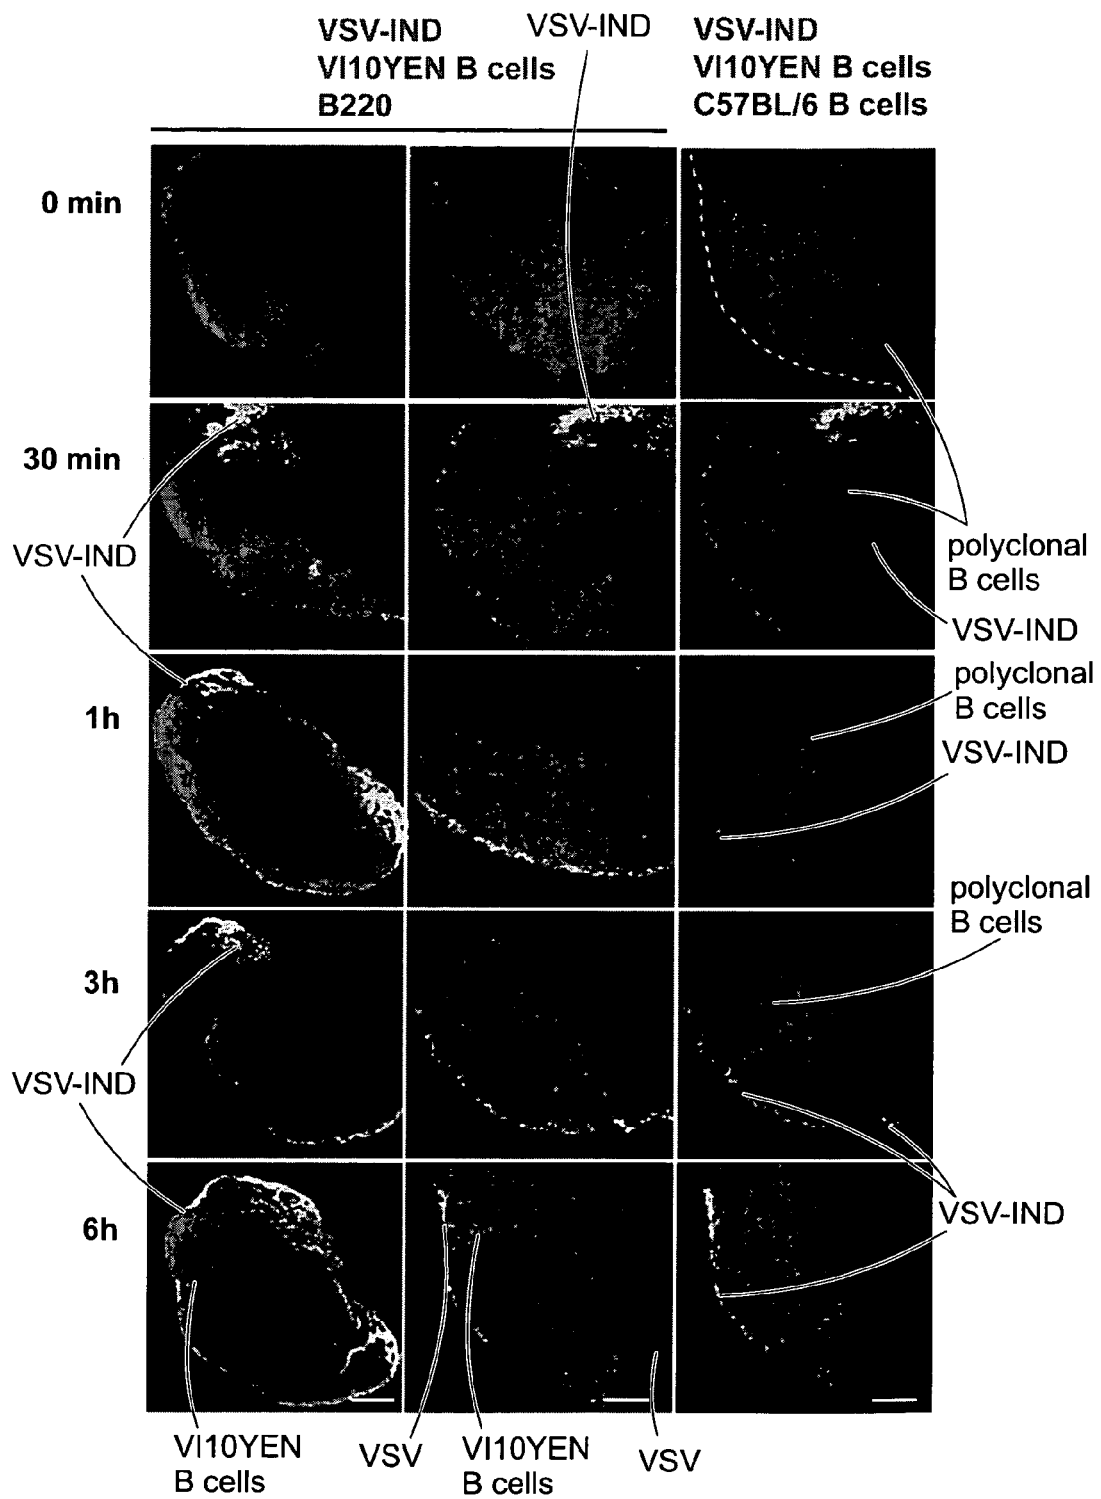 VSV-IND
VI10YEN B cells
B220
VSV-IND
VSV-IND
VI10YEN B cells
C57BL/6 B cells
0 min
30 min
VSV-IND
polyclonal
B cells
VSV-IND
1h
polyclonal
B cells
VSV-IND
polyclonal
B cells
3h
VSV-IND
6h
VSV-IND
VI10YEN
B cells
VSV
VI10YEN
B cells
VSV